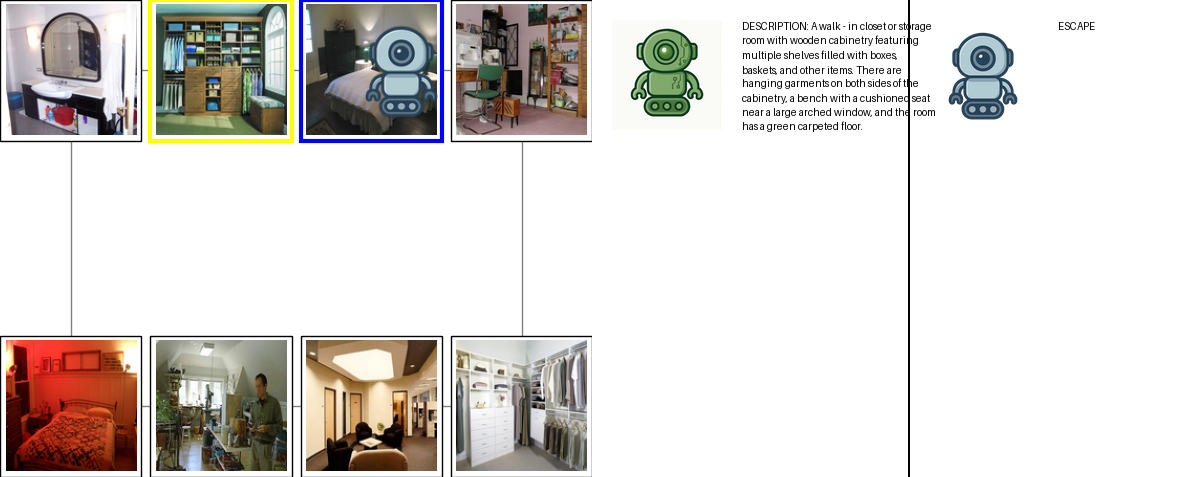 DESCRIPTION: A walk - in closet or storage
room with wooden cabinetry featuring
multiple shelves filled with boxes,
baskets, and other items. There are
hanging garments on both sides of the
cabinetry, a bench with a cushioned seat
near a large arched window, and the room
has a green carpeted floor.
ESCAPE